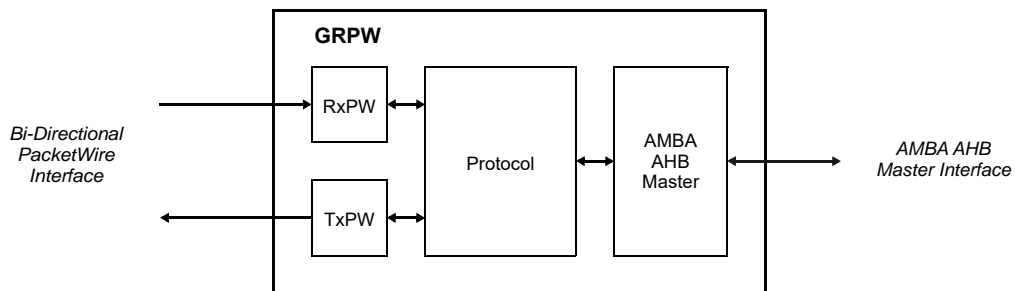 GRPW
RxPW
TxPW
Bi-Directional
PacketWire
Interface
Protocol
AMBA
AHB
Master
AMBA AHB
Master Interface